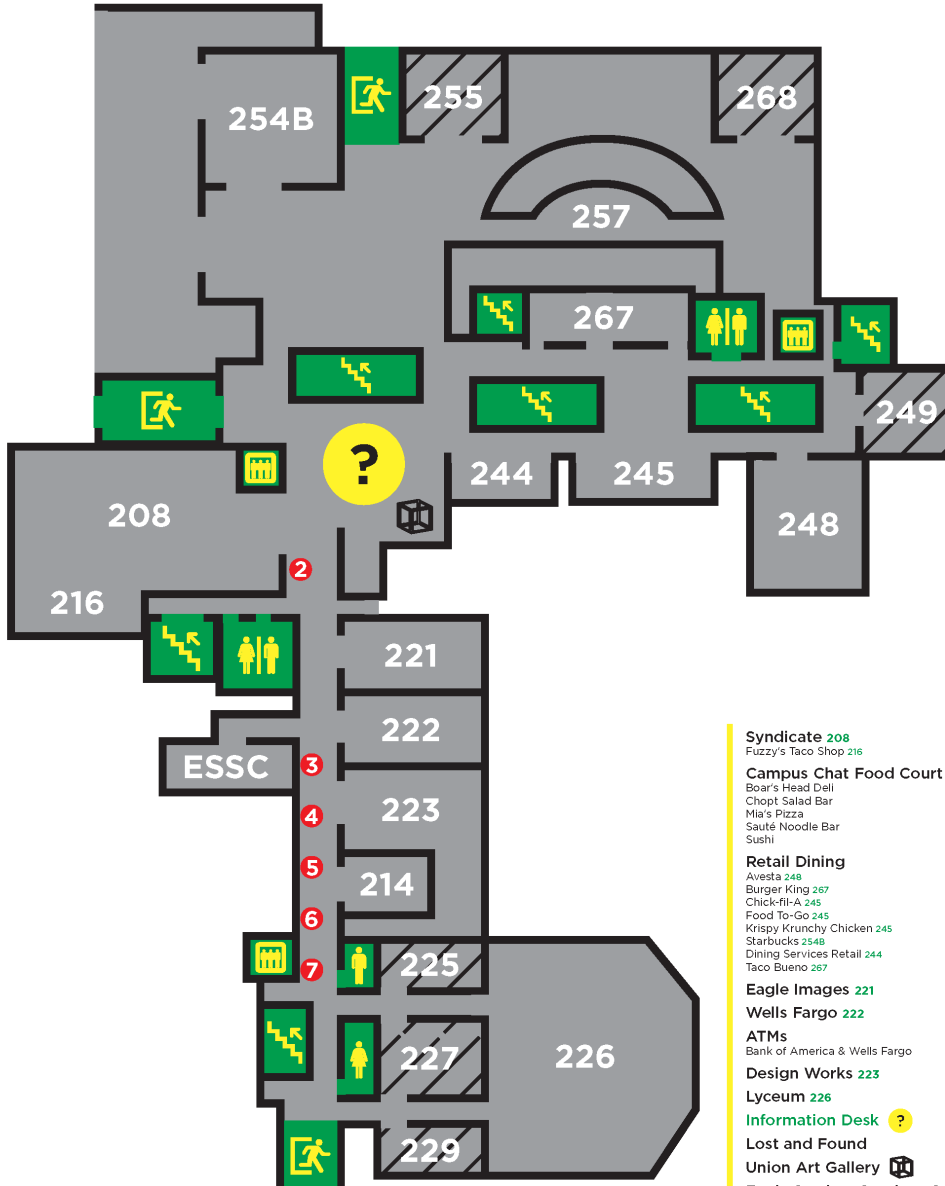 254B
255
268
257
267
249
?
244
245
208
248
2
216
221
222
ESSC
3
4
223
5
214
6
7
225
227
226
229
Syndicate 208
Fuzzy's Taco Shop 216
Campus Chat Food Court
Boar's Head Deli
Chopt Salad Bar
Mia's Pizza
Sauté Noodle Bar
Sushi
Retail Dining
Avesta 248
Burger King 267
Chick-fil-A 245
Food To-Go 245
Krispy Krunchy Chicken 245
Starbucks 254B
Dining Services Retail 244
Taco Bueno 267
Eagle Images 221
Wells Fargo 222
ATMs
Bank of America & Wells Fargo
Design Works 223
Lyceum 226
Information Desk ?
Lost and Found
Union Art Gallery